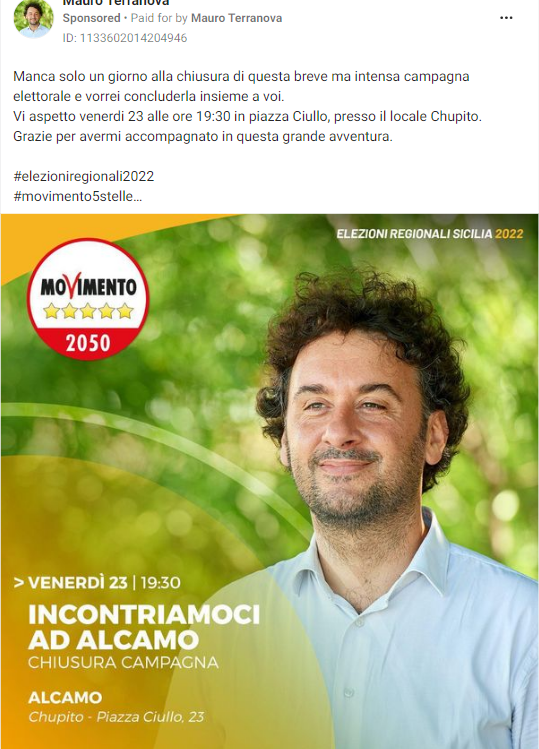 Mauro Terranova
Sponsored • Paid for by Mauro Terranova
ID: 1133602014204946
Manca solo un giorno alla chiusura di questa breve ma intensa campagna
elettorale e vorrei concluderla insieme a voi.
Vi aspetto venerdi 23 alle ore 19:30 in piazza Ciullo, presso il locale Chupito.
Grazie per avermi accompagnato in questa grande avventura.
#elezioniregionali2022
#movimento5stelle...
ELEZIONI REGIONALI SICILIA 2022
MOVIMENTO
2050
> VENERDÌ 23 | 19:30
INCONTRIAMOCI
AD ALCAMO
CHIUSURA CAMPAGNA
ALCAMO
Chupito - Piazza Ciullo, 23